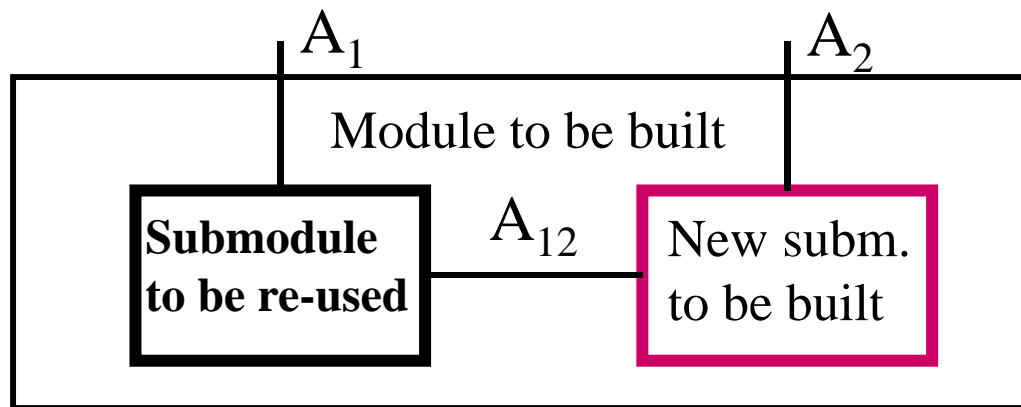 A₁
A₂
Module to be built
Submodule
to be re-used
A₁₂
New subm.
to be built